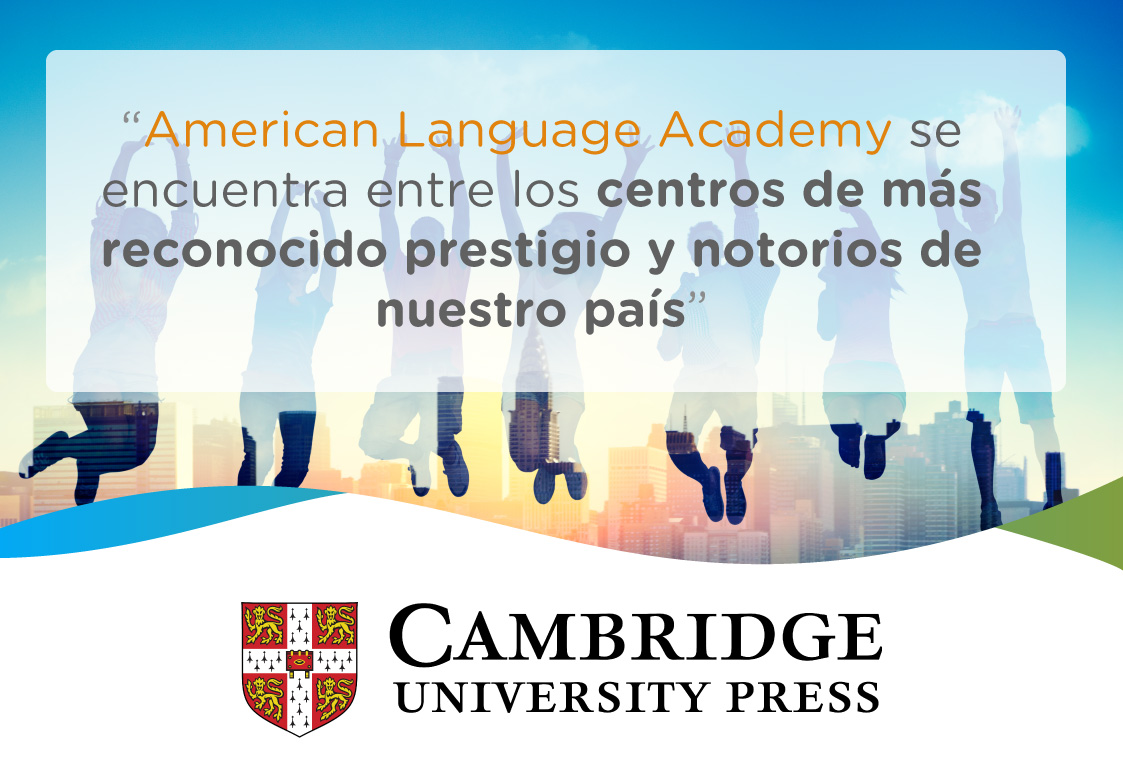 “American Language Academy se
encuentra entre los centros de más
reconocido prestigio y notorios de
nuestro país”
CAMBRIDGE
UNIVERSITY PRESS